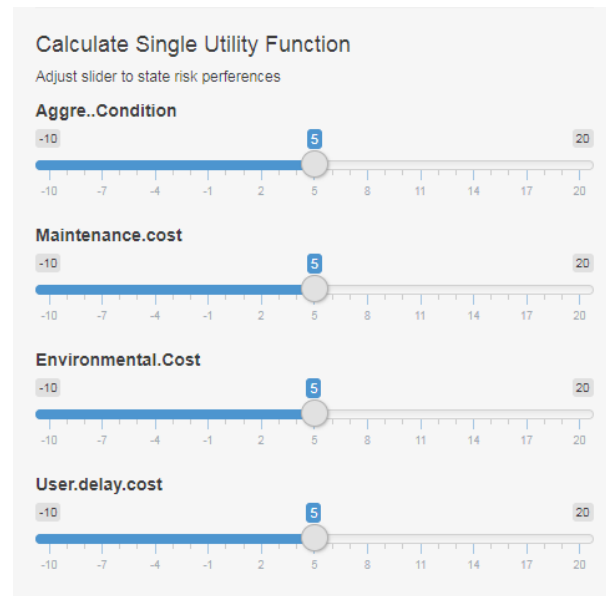 Calculate Single Utility Function
Adjust slider to state risk perferences
Aggre..Condition
-10 5 20
-10 -7 -4 -1 2 5 8 11 14 17 20
Maintenance.cost
-10 5 20
-10 -7 -4 -1 2 5 8 11 14 17 20
Environmental.Cost
-10 5 20
-10 -7 -4 -1 2 5 8 11 14 17 20
User.delay.cost
-10 5 20
-10 -7 -4 -1 2 5 8 11 14 17 20